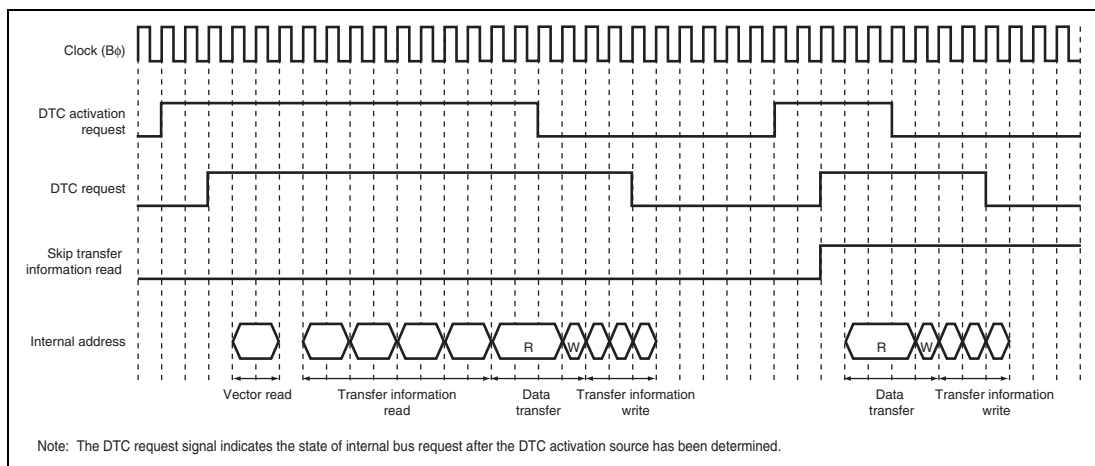 Clock (Bφ)
DTC activation
request
DTC request
Skip transfer
information read
Internal address
R
W
R
W
Vector read
Transfer information
read
Data
transfer
Transfer information
write
Data
transfer
Transfer information
write
Note: The DTC request signal indicates the state of internal bus request after the DTC activation source has been determined.